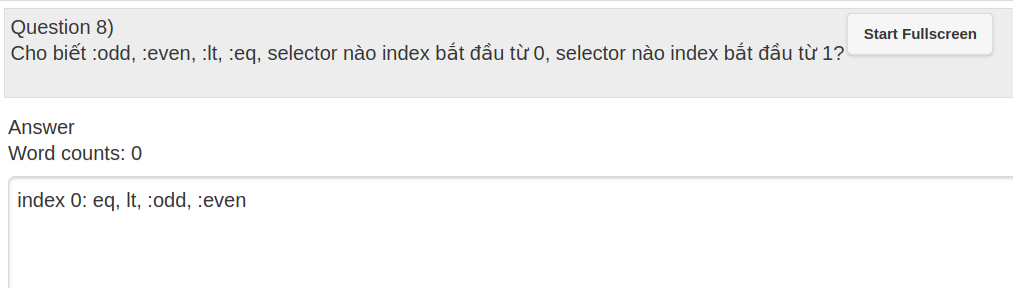 Question 8)
Cho biết :odd, :even, :lt, :eq, selector nào index bắt đầu từ 0, selector nào index bắt đầu từ 1?
Start Fullscreen
Answer
Word counts: 0
index 0: eq, lt, :odd, :even